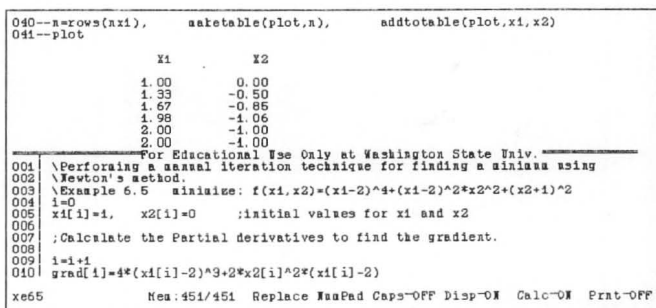 040--n=rows(nx1), maketable(plot,n), addtotable(plot,x1,x2)
041--plot
X1 X2
1.00 0.00
1.33 -0.50
1.67 -0.85
1.98 -1.06
2.00 -1.00
2.00 -1.00
For Educational Use Only at Washington State Univ.
001| \Performing a manual iteration technique for finding a minimum using
002| \Newton's method.
003| \Example 6.5 minimize: f(x1,x2)=(x1-2)^4+(x1-2)^2*x2^2+(x2+1)^2
004| i=0
005| x1[i]=1, x2[i]=0 ;initial values for x1 and x2
006|
007| ;Calculate the Partial derivatives to find the gradient.
008|
009| i=i+1
010| grad[1]=4*(x1[i]-2)^3+2*x2[i]^2*(x1[i]-2)
xe65 Mem:451/451 Replace NumPad Caps-OFF Disp-ON Calc-ON Prnt-OFF